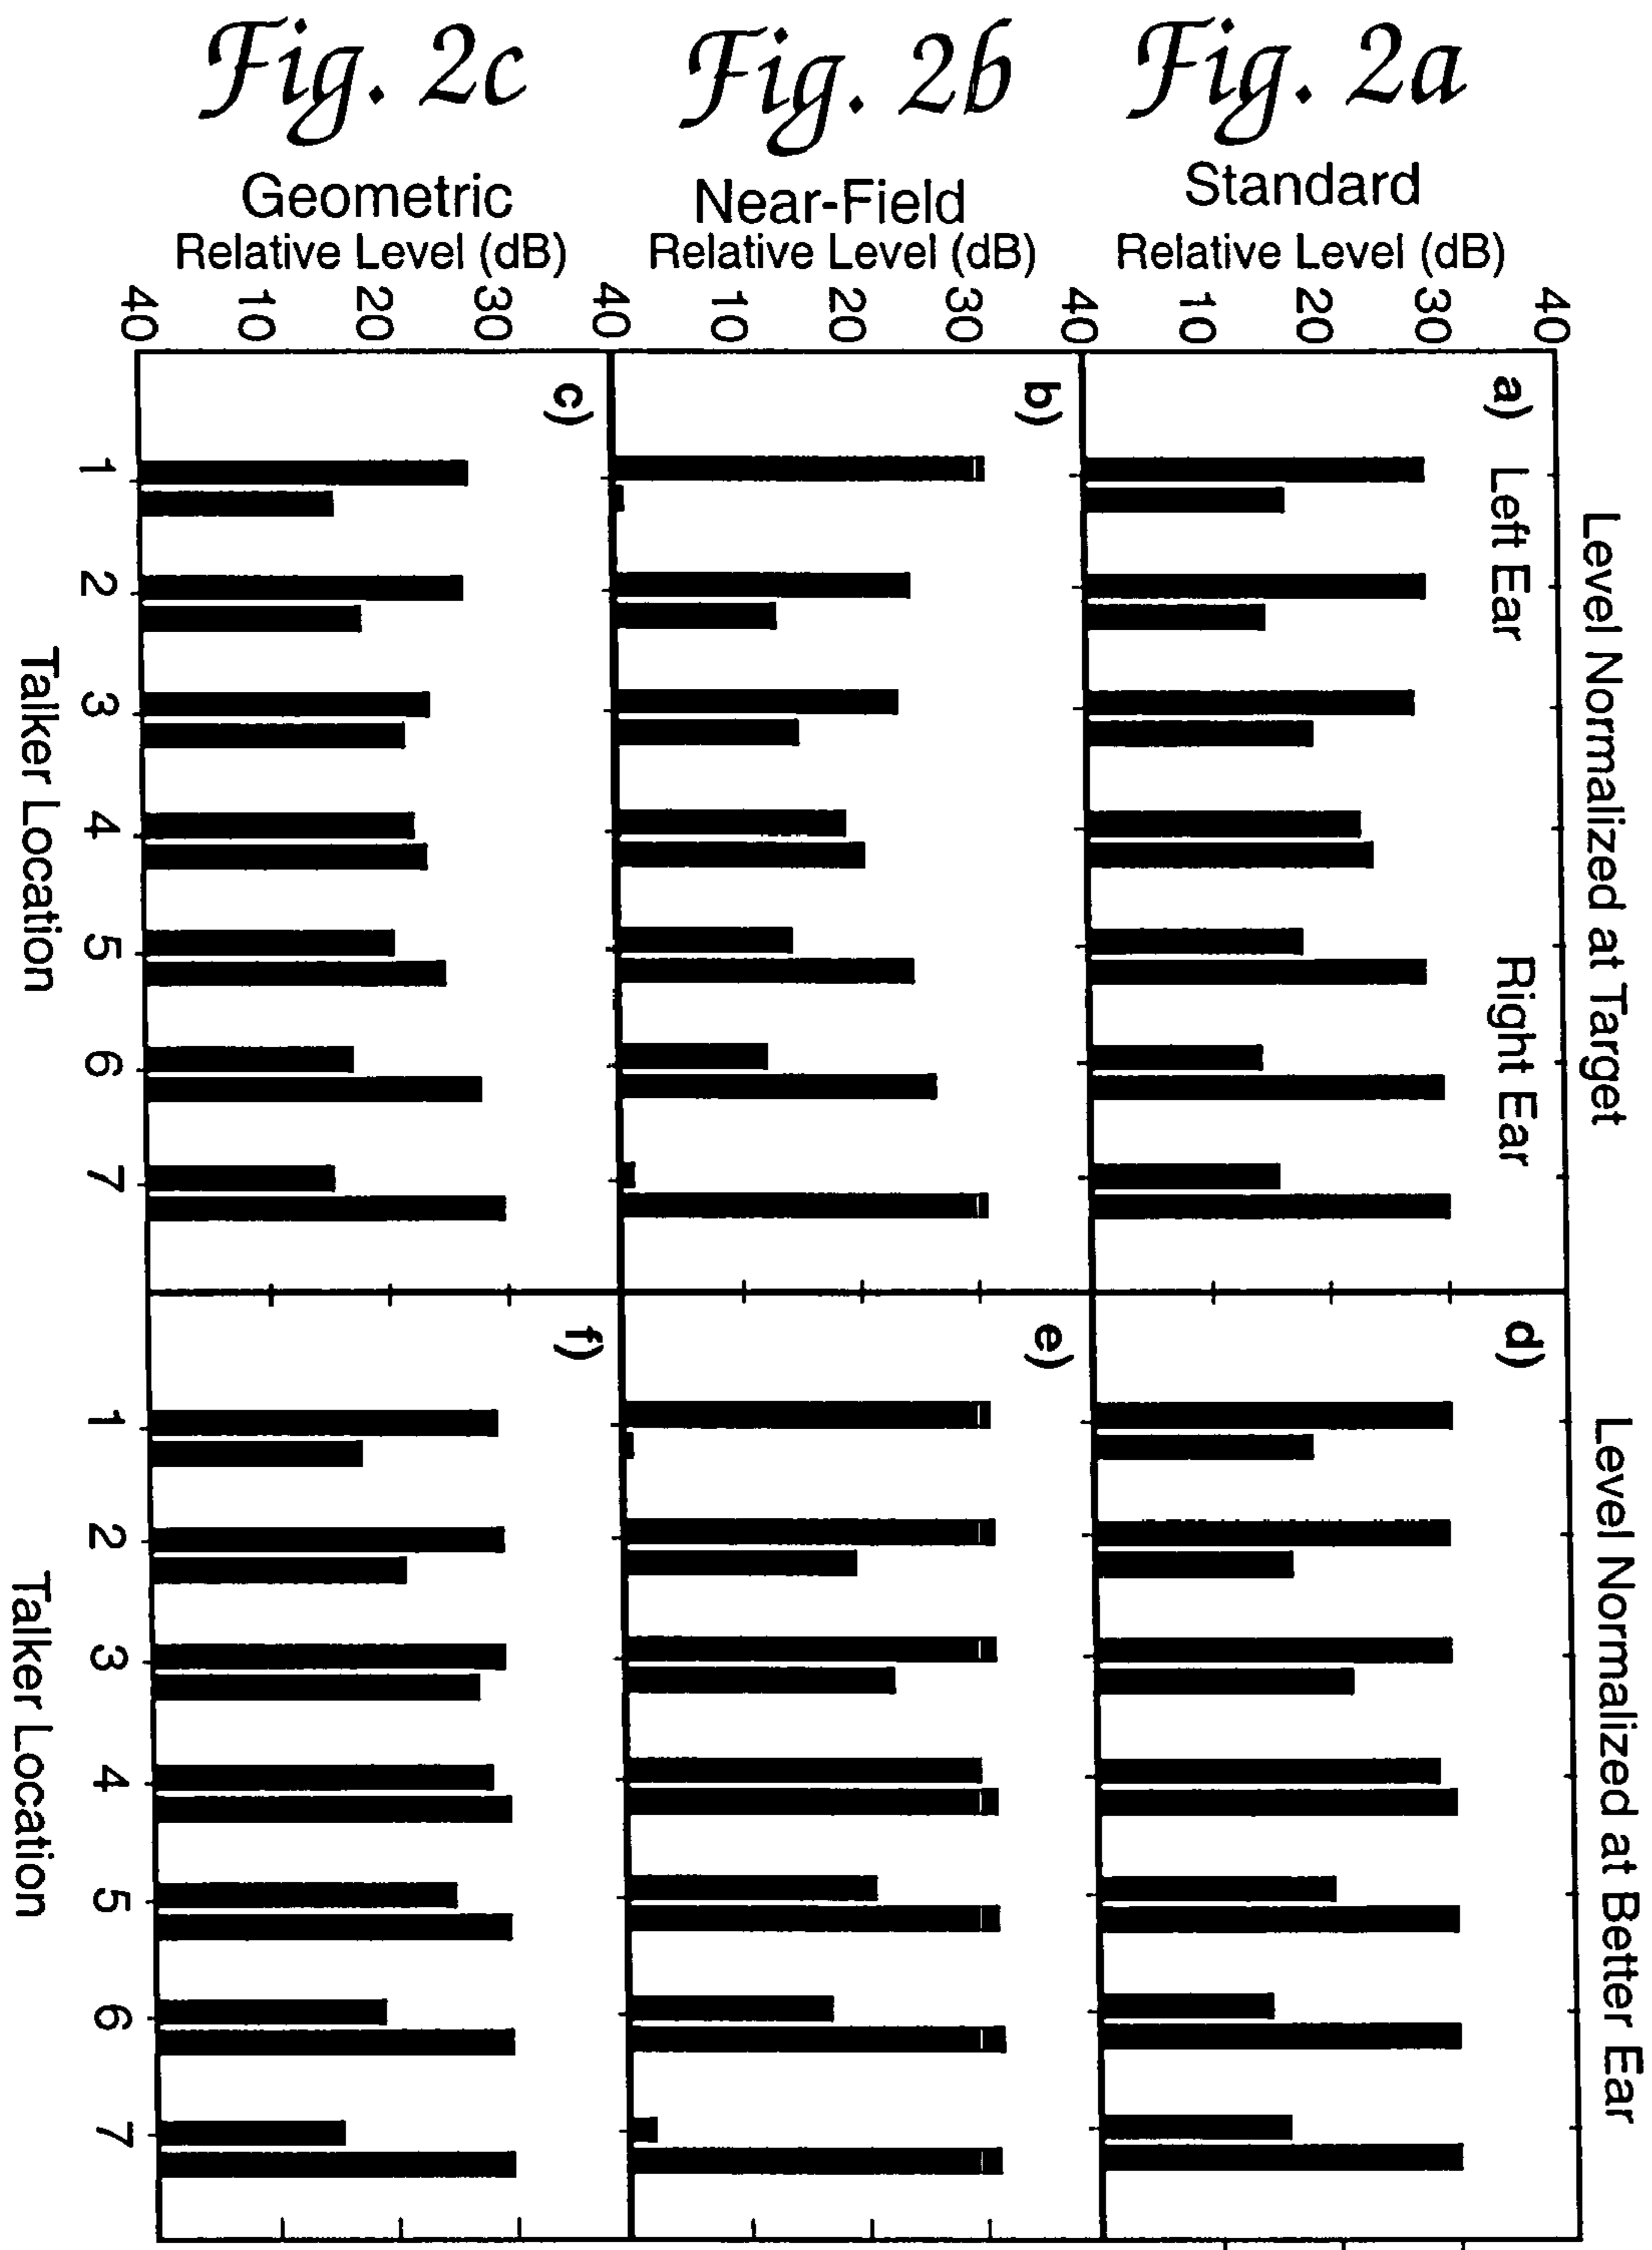 Fig. 2a
Fig. 2b
Fig. 2c
Standard
Relative Level (dB)
Near-Field
Relative Level (dB)
Geometric
Relative Level (dB)
40
30
20
10
40
30
20
10
40
30
20
10
40
Level Normalized at Target
a) Left Ear
Right Ear
b)
c)
1 2 3 4 5 6 7
Talker Location
Level Normalized at Better Ear
d)
e)
f)
1 2 3 4 5 6 7
Talker Location